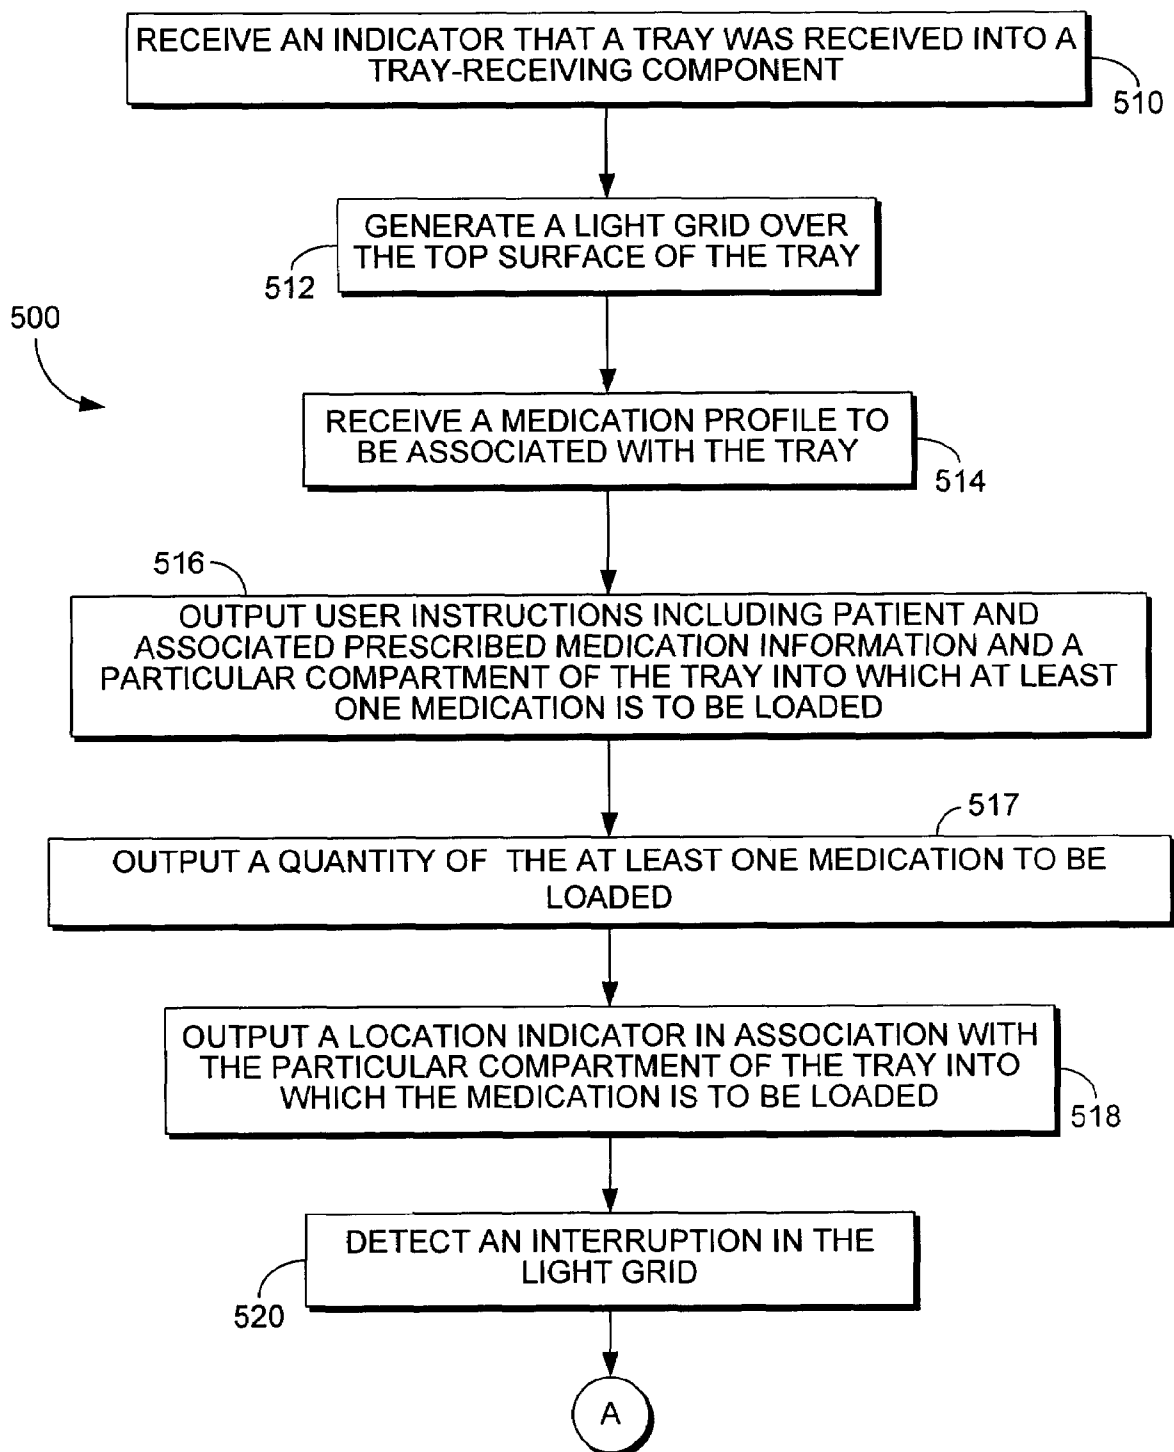 RECEIVE AN INDICATOR THAT A TRAY WAS RECEIVED INTO A
TRAY-RECEIVING COMPONENT
510
GENERATE A LIGHT GRID OVER
THE TOP SURFACE OF THE TRAY
512
500
RECEIVE A MEDICATION PROFILE TO
BE ASSOCIATED WITH THE TRAY
514
516
OUTPUT USER INSTRUCTIONS INCLUDING PATIENT AND
ASSOCIATED PRESCRIBED MEDICATION INFORMATION AND A
PARTICULAR COMPARTMENT OF THE TRAY INTO WHICH AT LEAST
ONE MEDICATION IS TO BE LOADED
517
OUTPUT A QUANTITY OF THE AT LEAST ONE MEDICATION TO BE
LOADED
OUTPUT A LOCATION INDICATOR IN ASSOCIATION WITH
THE PARTICULAR COMPARTMENT OF THE TRAY INTO
WHICH THE MEDICATION IS TO BE LOADED
518
DETECT AN INTERRUPTION IN THE
LIGHT GRID
520
A